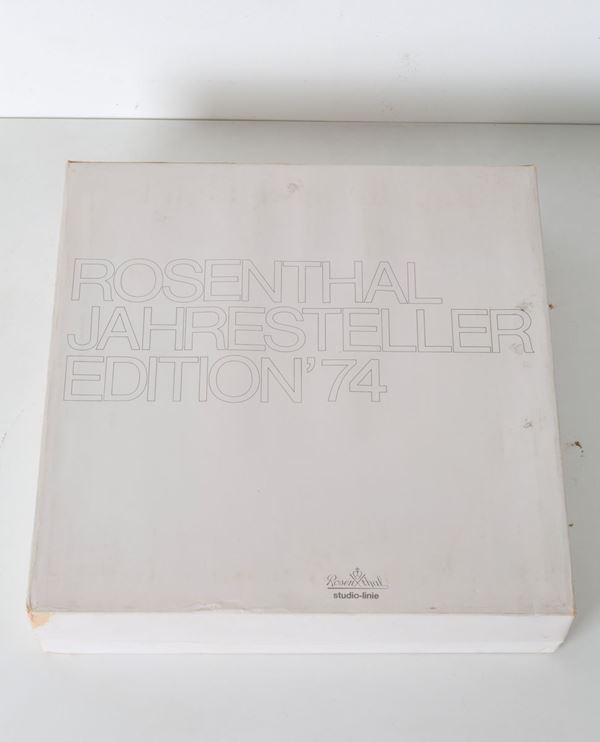 ROSENTHAL
JAHRESTELLER
EDITION'74
Rosenthal
studio-linie